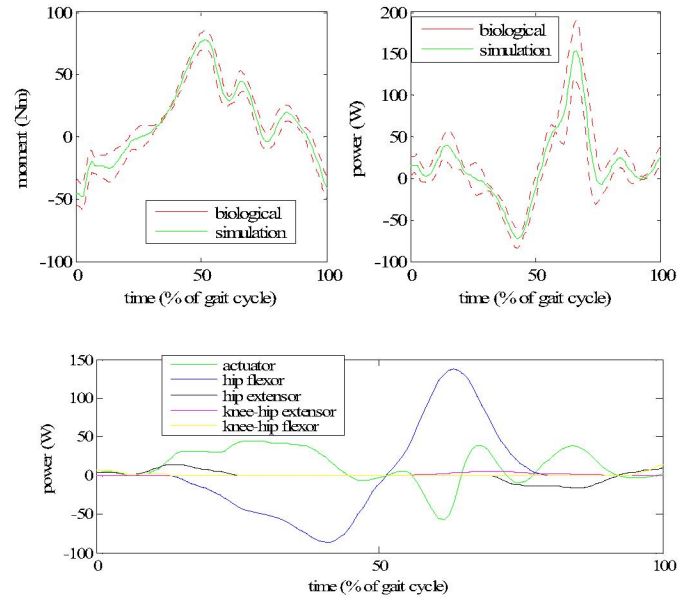 100
50
0
-50
-100
moment (Nm)
biological
simulation
0
50
100
time (% of gait cycle)
200
150
100
50
0
-50
-100
power (W)
biological
simulation
0
50
100
time (% of gait cycle)
150
100
50
0
-50
-100
power (W)
actuator
hip flexor
hip extensor
knee-hip extensor
knee-hip flexor
0
50
100
time (% of gait cycle)